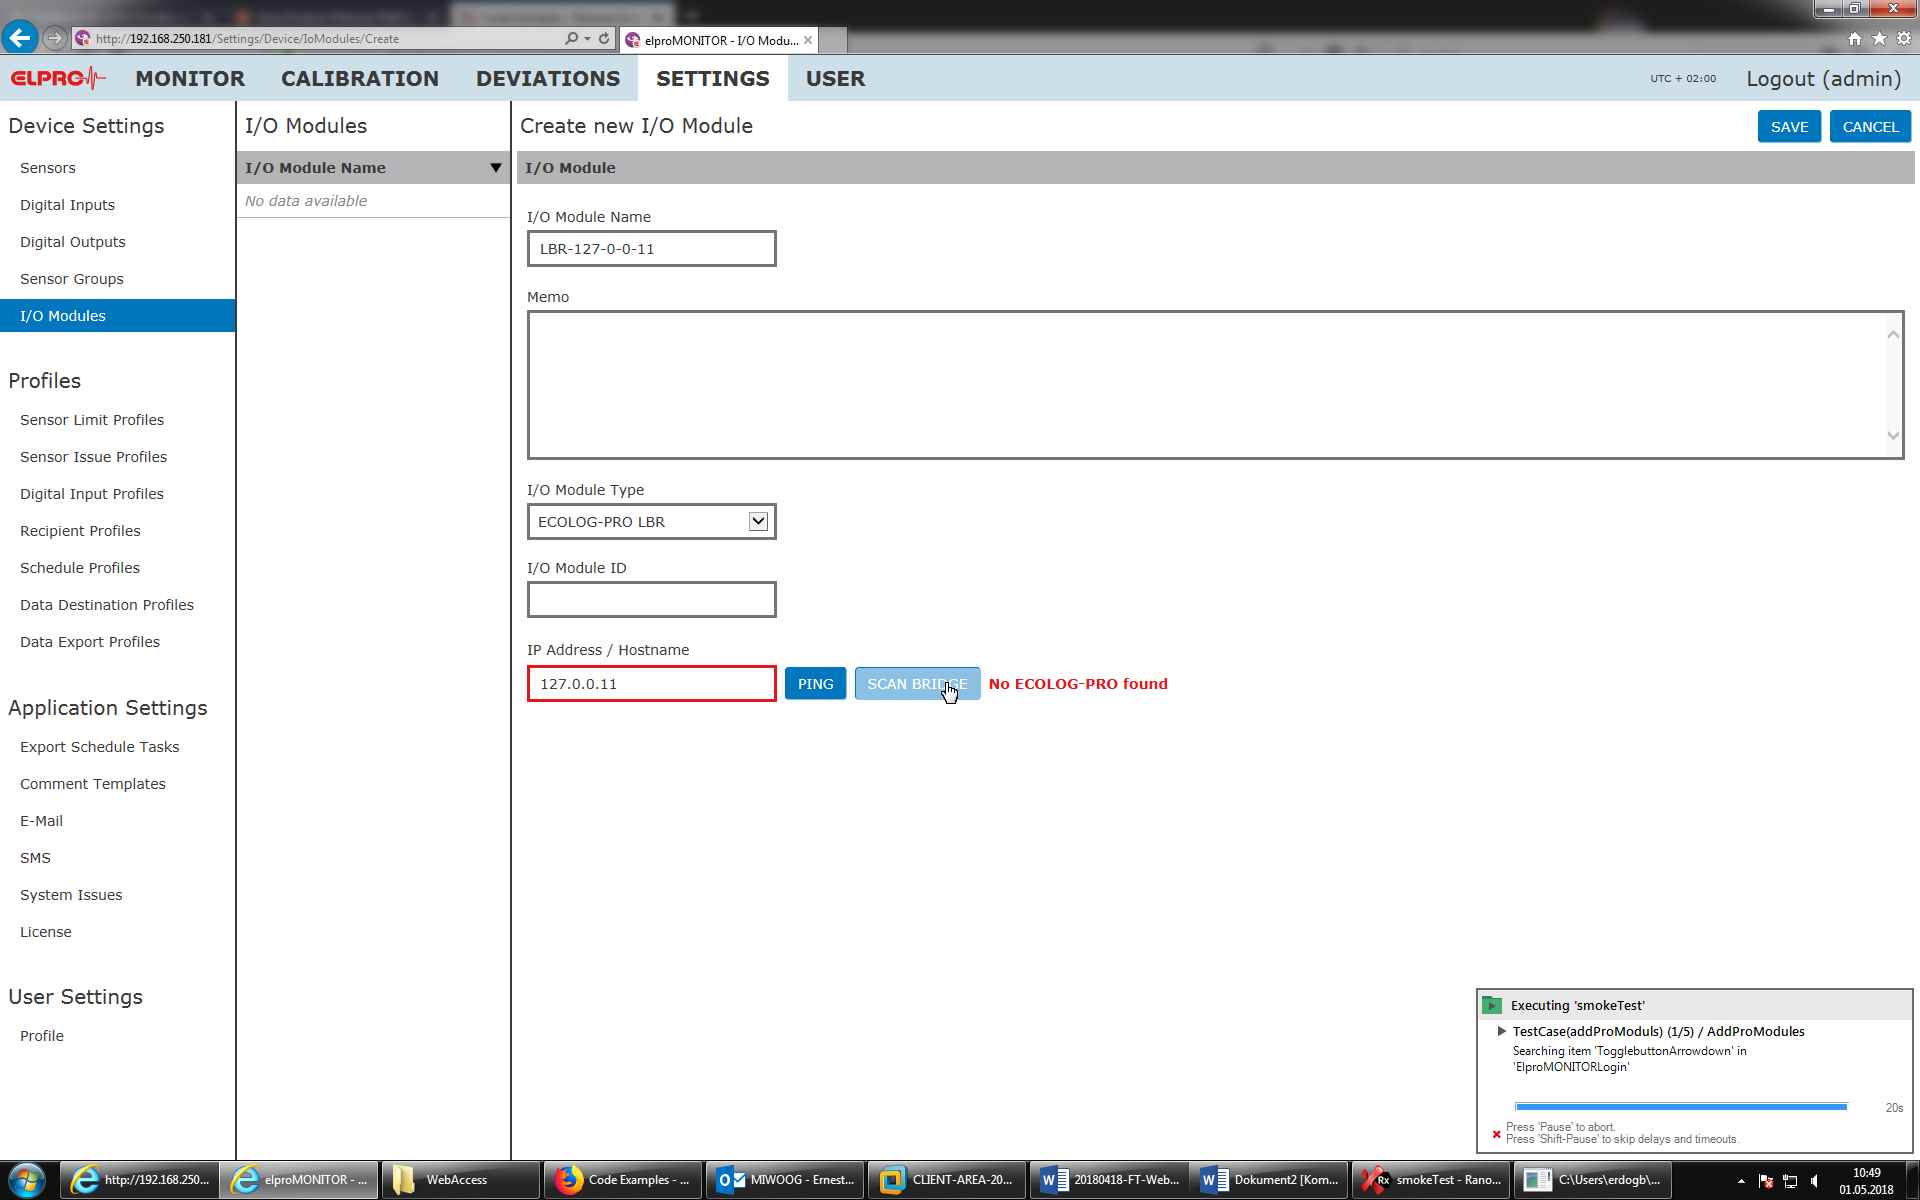 http://192.168.250.181/Settings/Device/IoModules/Create
elproMONITOR - I/O Modu...
ELPRO
MONITOR
CALIBRATION
DEVIATIONS
SETTINGS
USER
UTC + 02:00
Logout (admin)
Device Settings
Sensors
Digital Inputs
Digital Outputs
Sensor Groups
I/O Modules
Profiles
Sensor Limit Profiles
Sensor Issue Profiles
Digital Input Profiles
Recipient Profiles
Schedule Profiles
Data Destination Profiles
Data Export Profiles
Application Settings
Export Schedule Tasks
Comment Templates
E-Mail
SMS
System Issues
License
User Settings
Profile
I/O Modules
I/O Module Name
No data available
Create new I/O Module
SAVE
CANCEL
I/O Module
I/O Module Name
LBR-127-0-0-11
Memo
I/O Module Type
ECOLOG-PRO LBR
I/O Module ID
IP Address / Hostname
127.0.0.11
PING
SCAN BRIDGE
No ECOLOG-PRO found
Executing 'smokeTest'
TestCase(addProModuls) (1/5) / AddProModules
Searching item 'TogglebuttonArrowdown' in
'ElproMONITORLogin'
20s
Press 'Pause' to abort.
Press 'Shift-Pause' to skip delays and timeouts.
http://192.168.250...
elproMONITOR - ...
WebAccess
Code Examples - ...
MIWOOG - Ernest...
CLIENT-AREA-20...
20180418-FT-Web...
Dokument2 [Kom...
Rx
smokeTest - Rano...
C:\Users\erdogb\...
10:49
01.05.2018